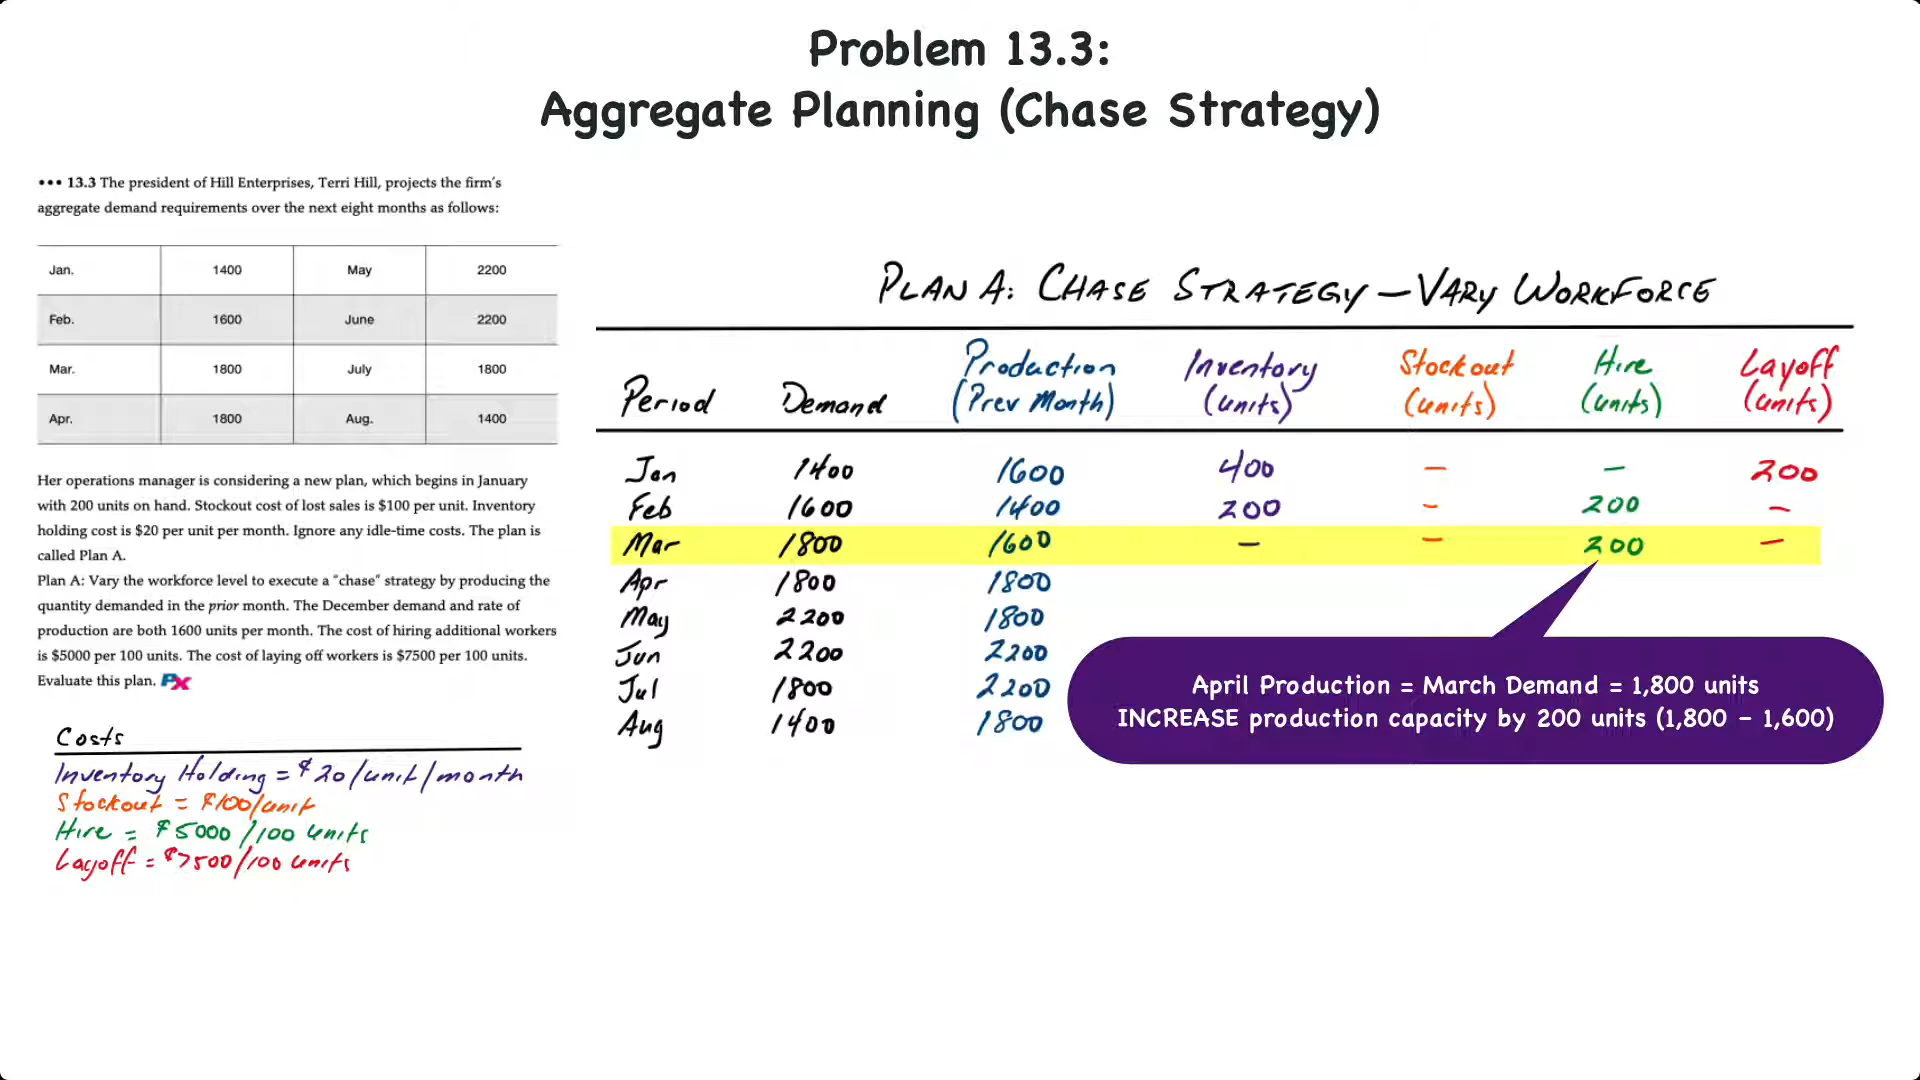 Problem 13.3:
Aggregate Planning (Chase Strategy)
••• 13.3 The president of Hill Enterprises, Terri Hill, projects the firm's
aggregate demand requirements over the next eight months as follows:
Jan. 1400 May 2200
Feb. 1600 June 2200
Mar. 1800 July 1800
Apr. 1800 Aug. 1400
Her operations manager is considering a new plan, which begins in January
with 200 units on hand. Stockout cost of lost sales is $100 per unit. Inventory
holding cost is $20 per unit per month. Ignore any idle-time costs. The plan is
called Plan A.
Plan A: Vary the workforce level to execute a "chase" strategy by producing the
quantity demanded in the prior month. The December demand and rate of
production are both 1600 units per month. The cost of hiring additional workers
is $5000 per 100 units. The cost of laying off workers is $7500 per 100 units.
Evaluate this plan. PX
Costs
Inventory Holding = $20/unit/month
Stockout = $100/unit
Hire = $5000/100 units
Layoff = $7500/100 units
PLAN A: CHASE STRATEGY – VARY WORKFORCE
Period Demand Production (Prev Month) Inventory (units) Stockout (units) Hire (units) Layoff (units)
Jan 1400 1600 400 – – 200
Feb 1600 1400 200 – 200 –
Mar 1800 1600 – – 200 –
Apr 1800 1800
May 2200 1800
Jun 2200 2200
Jul 1800 2200
Aug 1400 1800
April Production = March Demand = 1,800 units
INCREASE production capacity by 200 units (1,800 – 1,600)